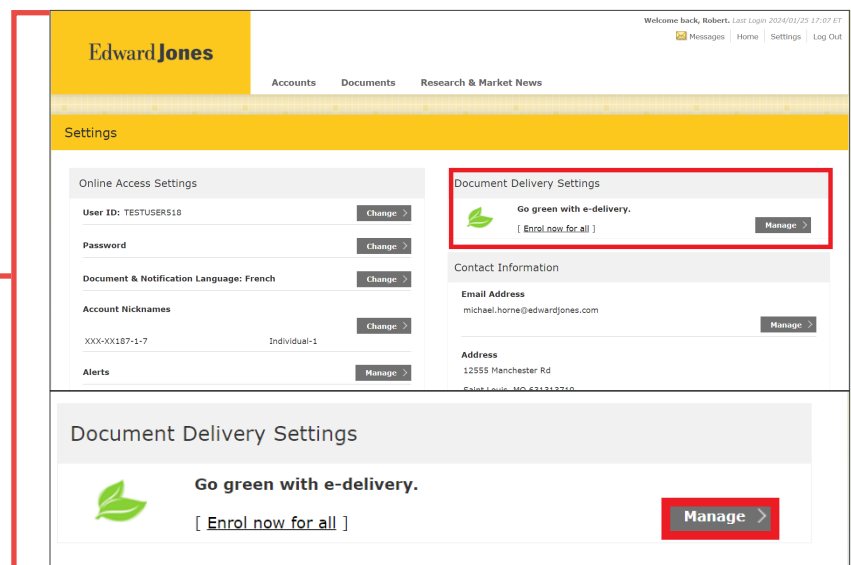 Welcome back, Robert. Last Login 2024/01/25 17:07 ET
Messages Home Settings Log Out
Edward Jones
Accounts Documents Research & Market News
Settings
Online Access Settings
User ID: TESTUSER518 Change
Password Change
Document & Notification Language: French Change
Account Nicknames
Change
XXX-XX187-1-7 Individual-1
Alerts Manage
Document Delivery Settings
Go green with e-delivery.
[ Enrol now for all ] Manage
Contact Information
Email Address
michael.horne@edwardjones.com
Manage
Address
12555 Manchester Rd
Saint Louis, MO 631313710
Document Delivery Settings
Go green with e-delivery.
[ Enrol now for all ] Manage